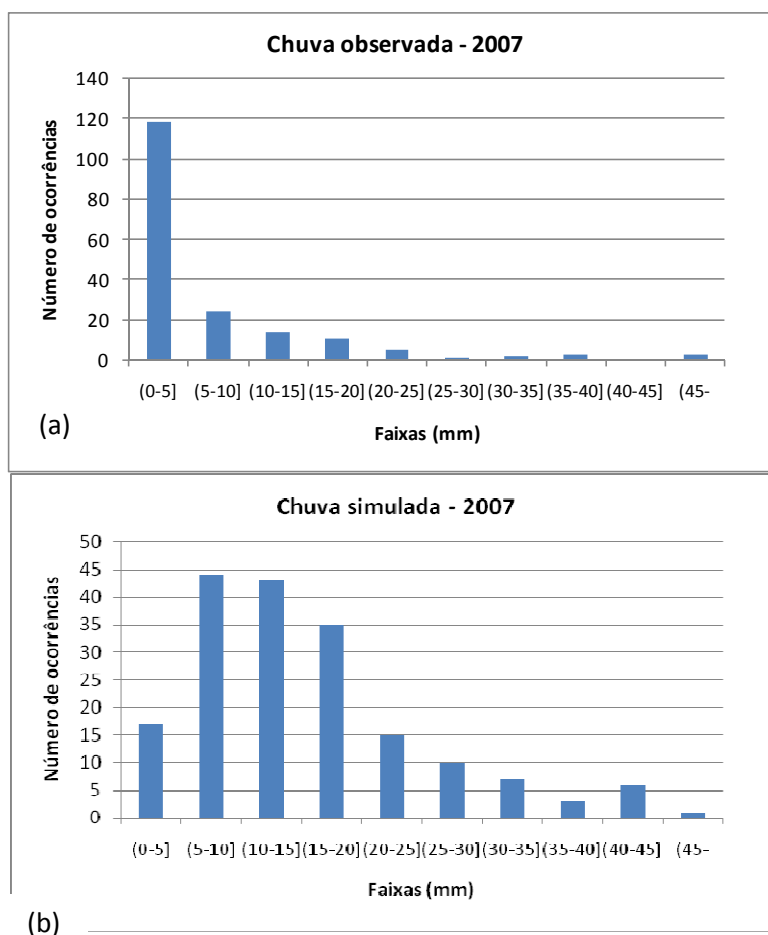 Chuva observada - 2007
Número de ocorrências
140
120
100
80
60
40
20
0
(0-5] (5-10] (10-15] (15-20] (20-25] (25-30] (30-35] (35-40] (40-45] (45-
Faixas (mm)
(a)
Chuva simulada - 2007
Número de ocorrências
50
45
40
35
30
25
20
15
10
5
0
(0-5] (5-10] (10-15] (15-20] (20-25] (25-30] (30-35] (35-40] (40-45] (45-
Faixas (mm)
(b)